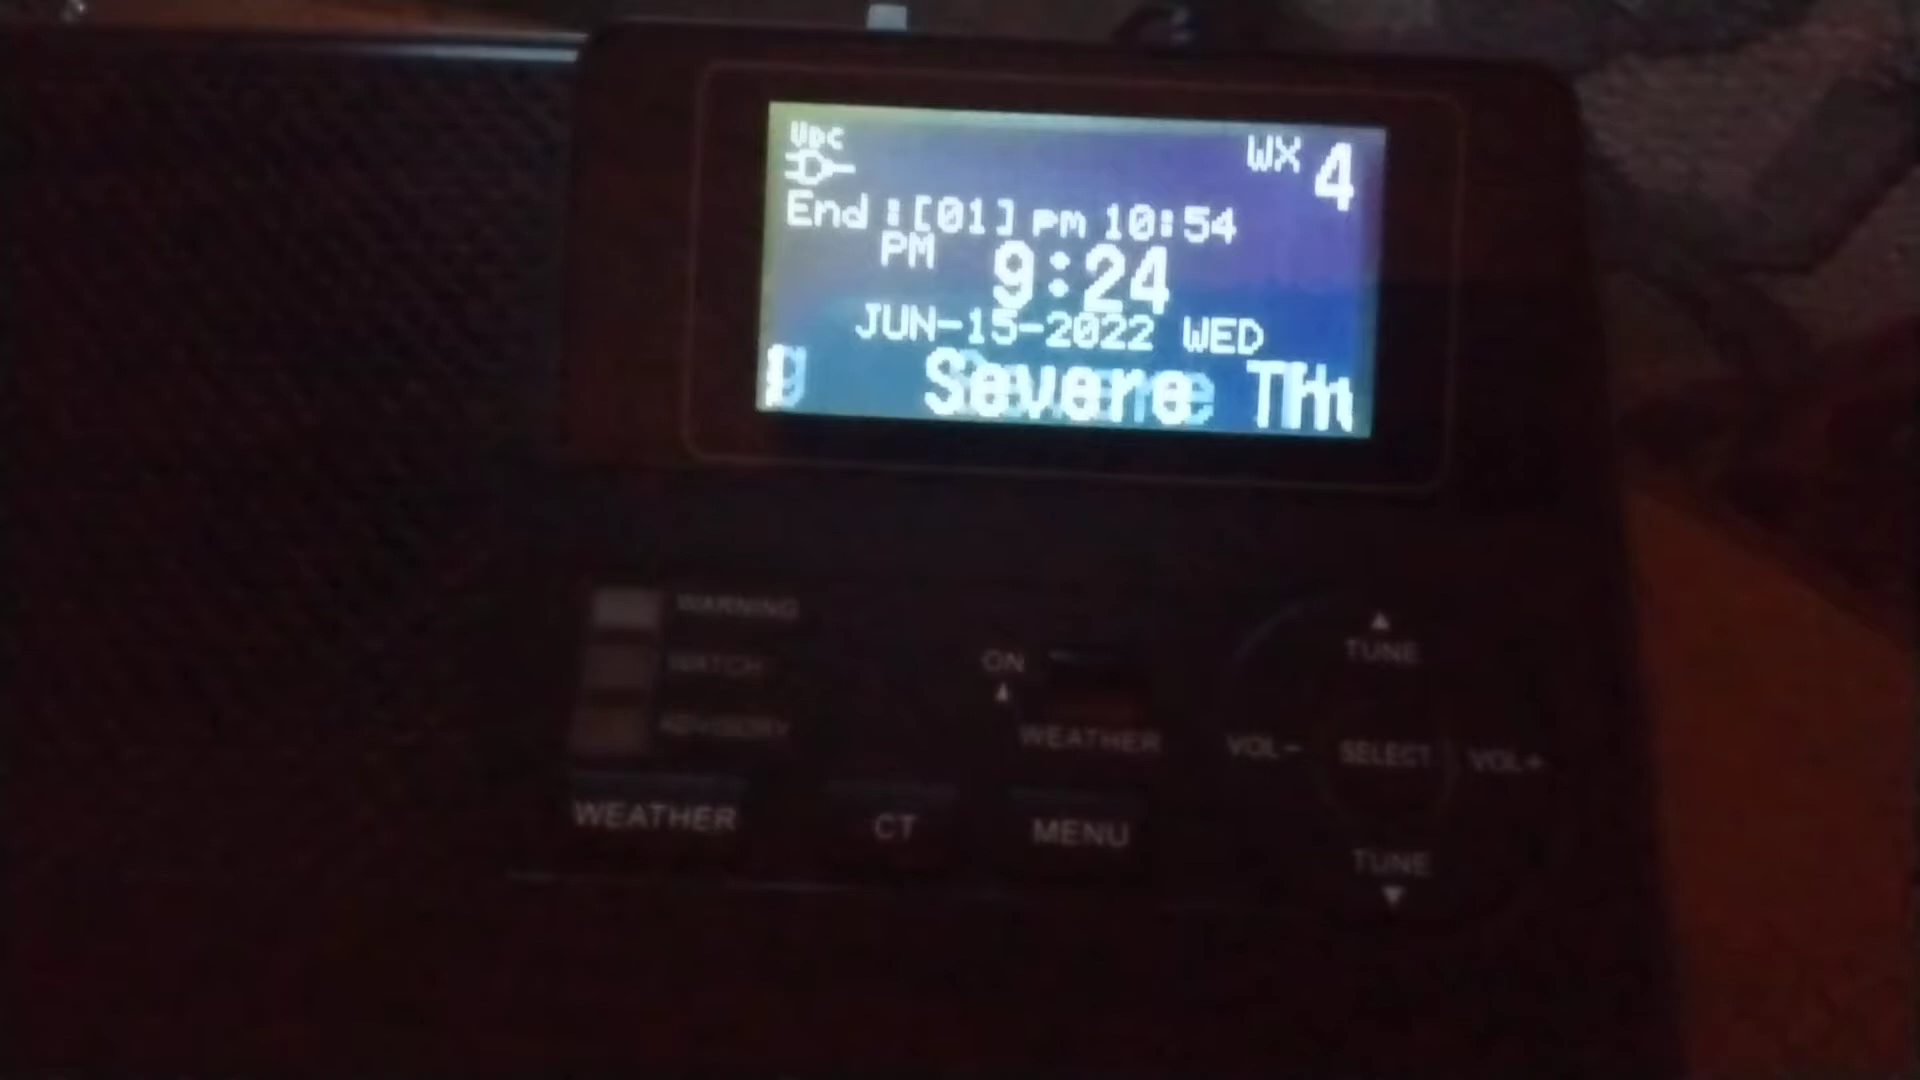 VDC
WX 4
End :[01] pm 10:54
PM 9:24
JUN-15-2022 WED
g Severe Thu
WARNING
WATCH
ADVISORY
ON
WEATHER
TUNE
VOL- SELECT VOL+
WEATHER CT MENU
TUNE